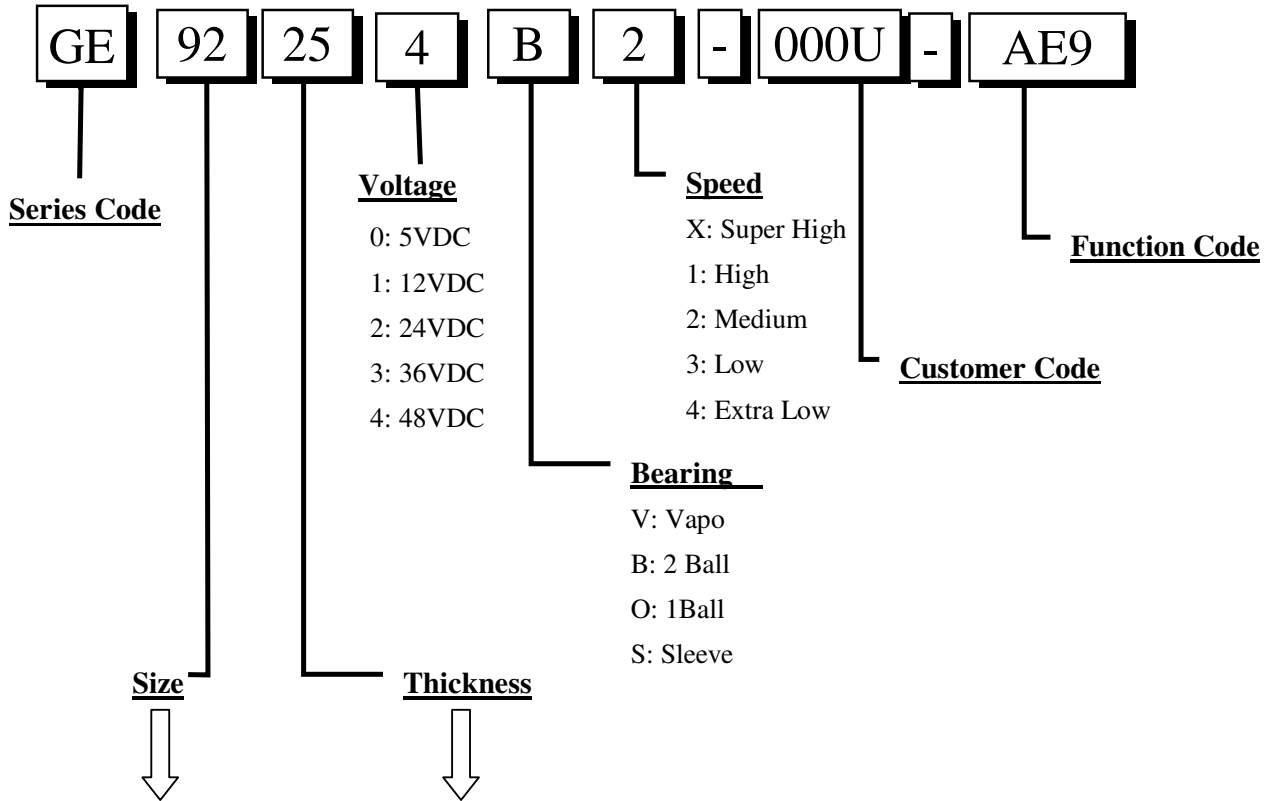 GE 92 25 4 B 2 - 000U - AE9
Series Code
Voltage
0: 5VDC
1: 12VDC
2: 24VDC
3: 36VDC
4: 48VDC
Speed
X: Super High
1: High
2: Medium
3: Low
4: Extra Low
Function Code
Customer Code
Bearing
V: Vapo
B: 2 Ball
O: 1Ball
S: Sleeve
Size
Thickness